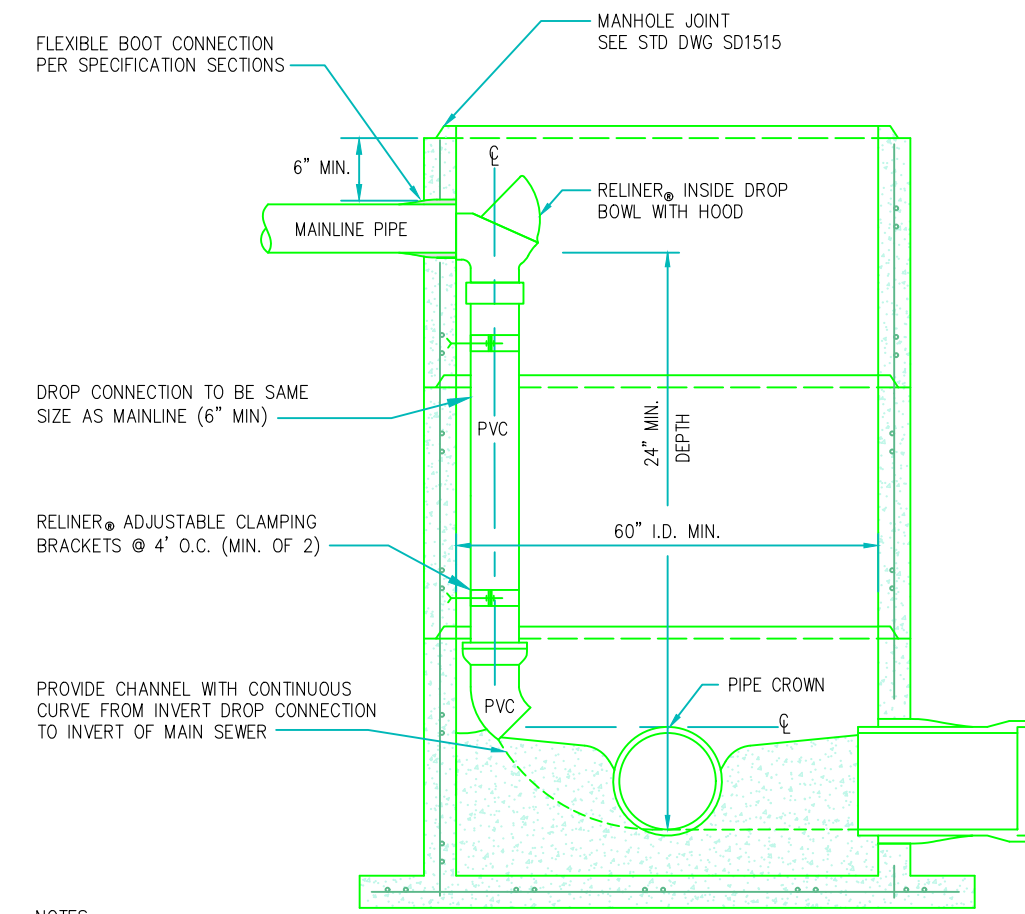 MANHOLE JOINT
SEE STD DWG SD1515
FLEXIBLE BOOT CONNECTION
PER SPECIFICATION SECTIONS
6" MIN.
℄
RELINER® INSIDE DROP
BOWL WITH HOOD
MAINLINE PIPE
DROP CONNECTION TO BE SAME
SIZE AS MAINLINE (6" MIN)
PVC
24" MIN.
DEPTH
RELINER® ADJUSTABLE CLAMPING
BRACKETS @ 4' O.C. (MIN. OF 2)
60" I.D. MIN.
PROVIDE CHANNEL WITH CONTINUOUS
CURVE FROM INVERT DROP CONNECTION
TO INVERT OF MAIN SEWER
PVC
PIPE CROWN
℄
NOTES